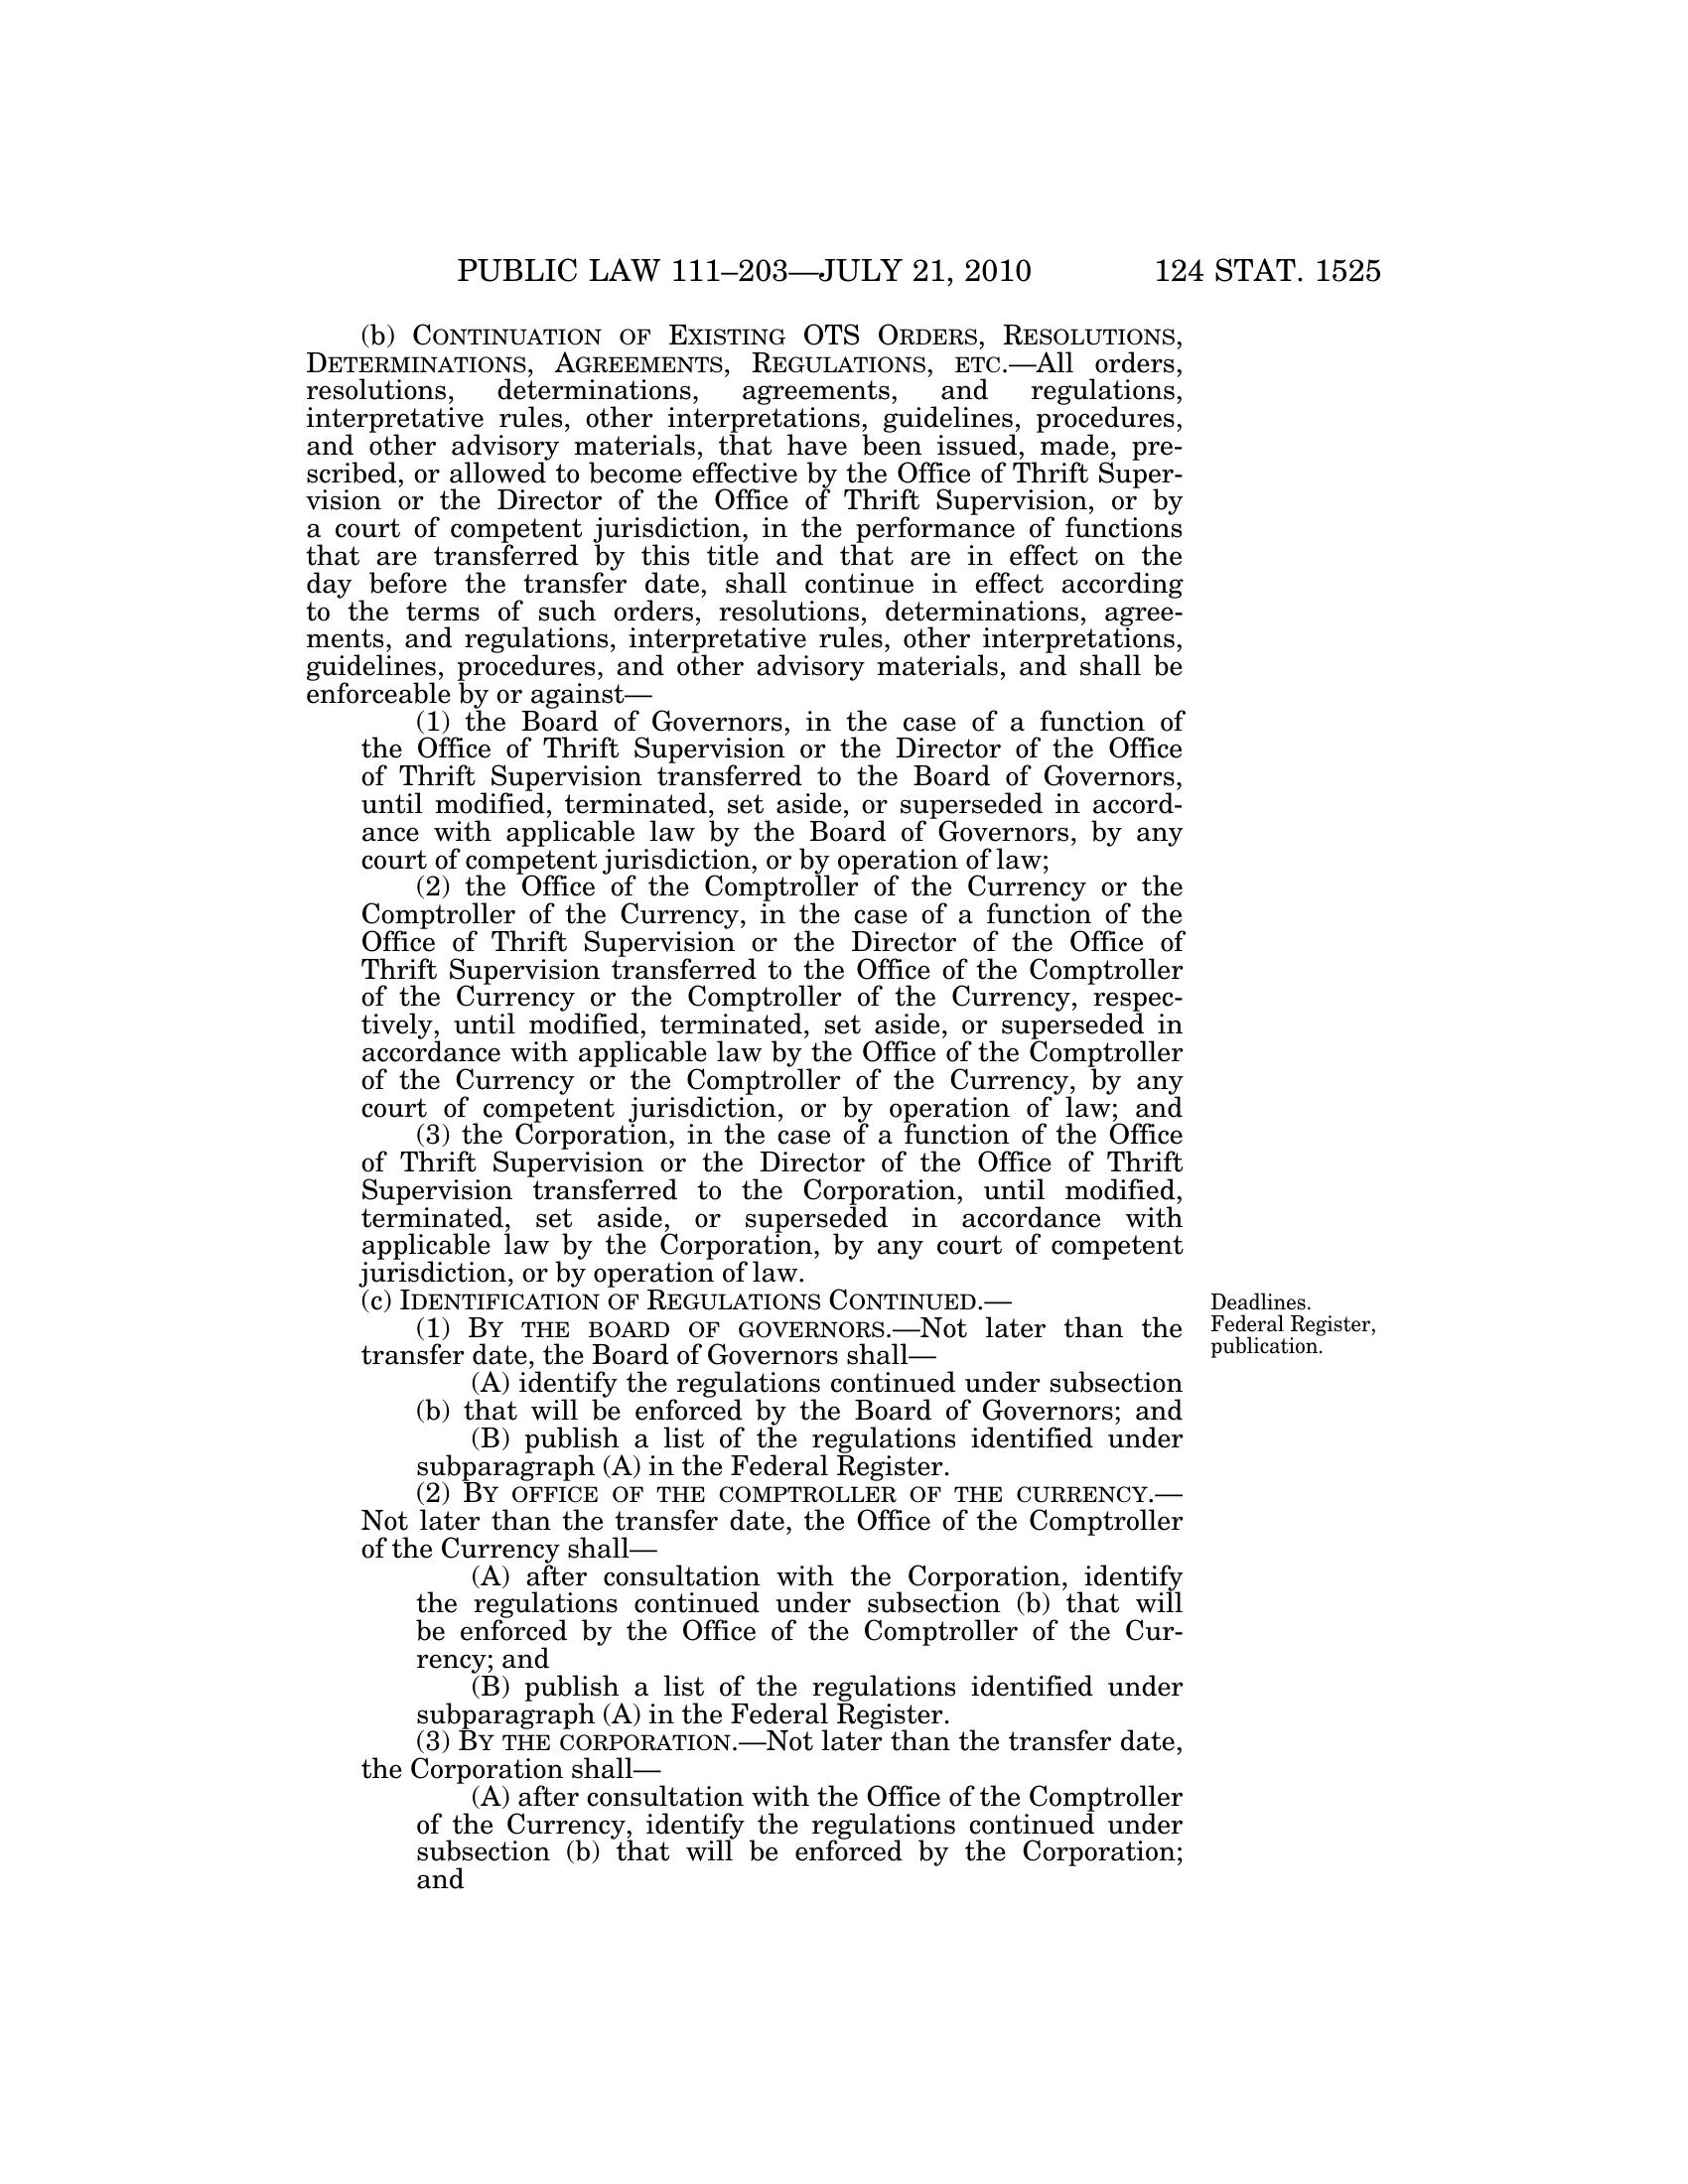 PUBLIC LAW 111–203—JULY 21, 2010 124 STAT. 1525
(b) CONTINUATION OF EXISTING OTS ORDERS, RESOLUTIONS,
DETERMINATIONS, AGREEMENTS, REGULATIONS, ETC.—All orders,
resolutions, determinations, agreements, and regulations,
interpretative rules, other interpretations, guidelines, procedures,
and other advisory materials, that have been issued, made, pre-
scribed, or allowed to become effective by the Office of Thrift Super-
vision or the Director of the Office of Thrift Supervision, or by
a court of competent jurisdiction, in the performance of functions
that are transferred by this title and that are in effect on the
day before the transfer date, shall continue in effect according
to the terms of such orders, resolutions, determinations, agree-
ments, and regulations, interpretative rules, other interpretations,
guidelines, procedures, and other advisory materials, and shall be
enforceable by or against—
(1) the Board of Governors, in the case of a function of
the Office of Thrift Supervision or the Director of the Office
of Thrift Supervision transferred to the Board of Governors,
until modified, terminated, set aside, or superseded in accord-
ance with applicable law by the Board of Governors, by any
court of competent jurisdiction, or by operation of law;
(2) the Office of the Comptroller of the Currency or the
Comptroller of the Currency, in the case of a function of the
Office of Thrift Supervision or the Director of the Office of
Thrift Supervision transferred to the Office of the Comptroller
of the Currency or the Comptroller of the Currency, respec-
tively, until modified, terminated, set aside, or superseded in
accordance with applicable law by the Office of the Comptroller
of the Currency or the Comptroller of the Currency, by any
court of competent jurisdiction, or by operation of law; and
(3) the Corporation, in the case of a function of the Office
of Thrift Supervision or the Director of the Office of Thrift
Supervision transferred to the Corporation, until modified,
terminated, set aside, or superseded in accordance with
applicable law by the Corporation, by any court of competent
jurisdiction, or by operation of law.
(c) IDENTIFICATION OF REGULATIONS CONTINUED.—
(1) BY THE BOARD OF GOVERNORS.—Not later than the
transfer date, the Board of Governors shall—
(A) identify the regulations continued under subsection
(b) that will be enforced by the Board of Governors; and
(B) publish a list of the regulations identified under
subparagraph (A) in the Federal Register.
(2) BY OFFICE OF THE COMPTROLLER OF THE CURRENCY.—
Not later than the transfer date, the Office of the Comptroller
of the Currency shall—
(A) after consultation with the Corporation, identify
the regulations continued under subsection (b) that will
be enforced by the Office of the Comptroller of the Cur-
rency; and
(B) publish a list of the regulations identified under
subparagraph (A) in the Federal Register.
(3) BY THE CORPORATION.—Not later than the transfer date,
the Corporation shall—
(A) after consultation with the Office of the Comptroller
of the Currency, identify the regulations continued under
subsection (b) that will be enforced by the Corporation;
and
Deadlines.
Federal Register,
publication.